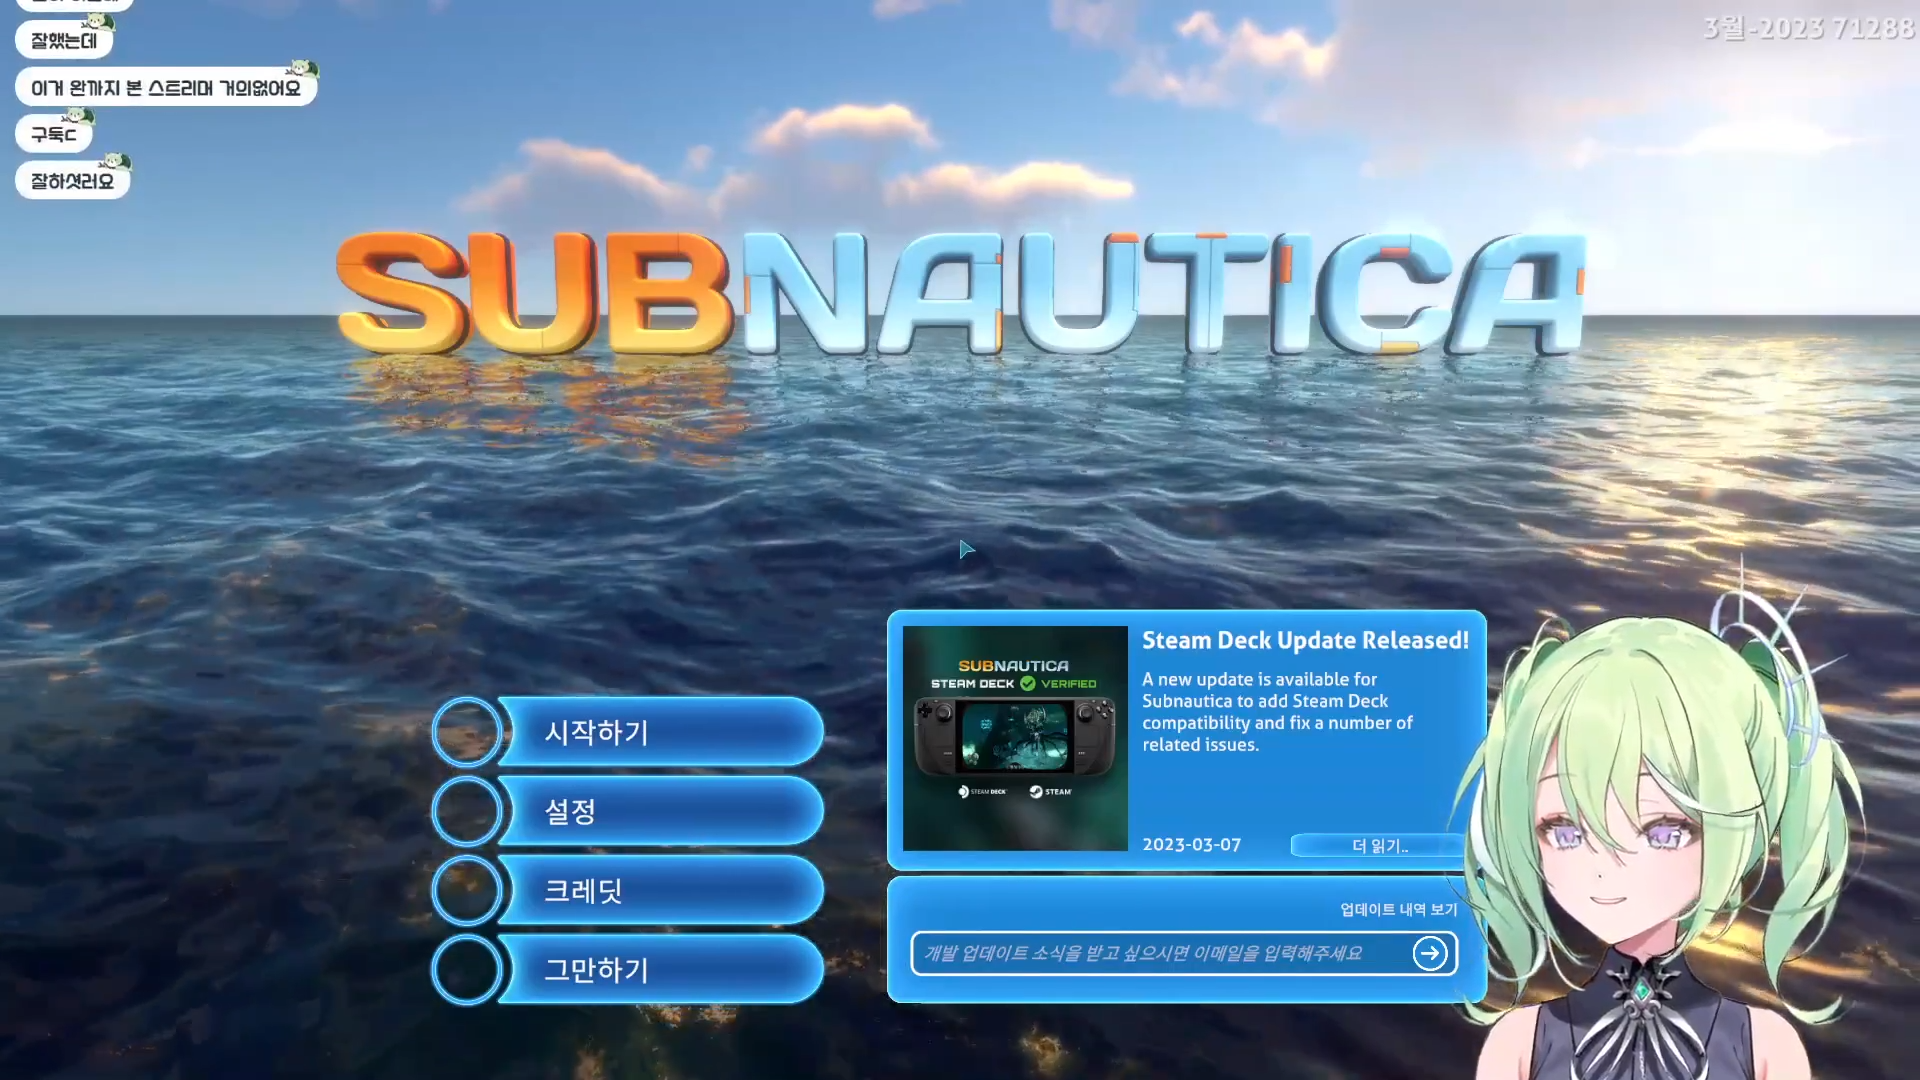 잘했는데
이거 완까지 본 스트리머 거의없어요
구둑ㄷ
잘하셧러요
3월-2023 71288
SUBNAUTICA
시작하기
설정
크레딧
그만하기
SUBNAUTICA
STEAM DECK VERIFIED
STEAM DECK
STEAM
Steam Deck Update Released!
A new update is available for
Subnautica to add Steam Deck
compatibility and fix a number of
related issues.
2023-03-07
더 읽기..
업데이트 내역 보기
개발 업데이트 소식을 받고 싶으시면 이메일을 입력해주세요